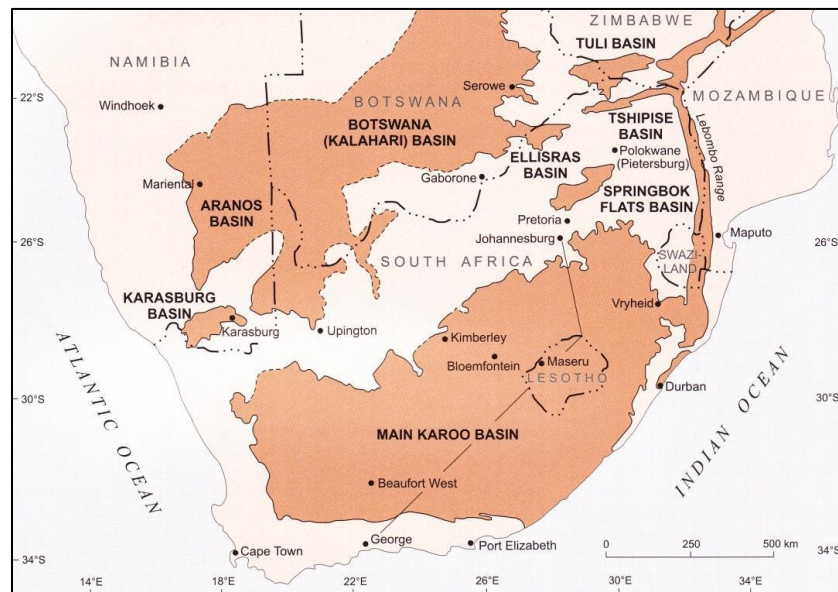 ZIMBABWE
TULI BASIN
NAMIBIA
Serowe
22°S
22°S
Windhoek
BOTSWANA
MOZAMBIQUE
BOTSWANA
(KALAHARI) BASIN
TSHIPISE
BASIN
Lebombo Range
Polokwane
(Pietersburg)
ELLISRAS
BASIN
Mariental
Gaborone
ARANOS
BASIN
SPRINGBOK
FLATS BASIN
Pretoria
Johannesburg
Maputo
26°S
26°S
SOUTH AFRICA
SWAZI-
LAND
KARASBURG
BASIN
Karasburg
Upington
Vryheid
Kimberley
Bloemfontein
Maseru
LESOTHO
Durban
30°S
30°S
ATLANTIC OCEAN
INDIAN OCEAN
MAIN KAROO BASIN
Beaufort West
George
Port Elizabeth
Cape Town
0 250 500 km
34°S
34°S
14°E 18°E 22°E 26°E 30°E 34°E